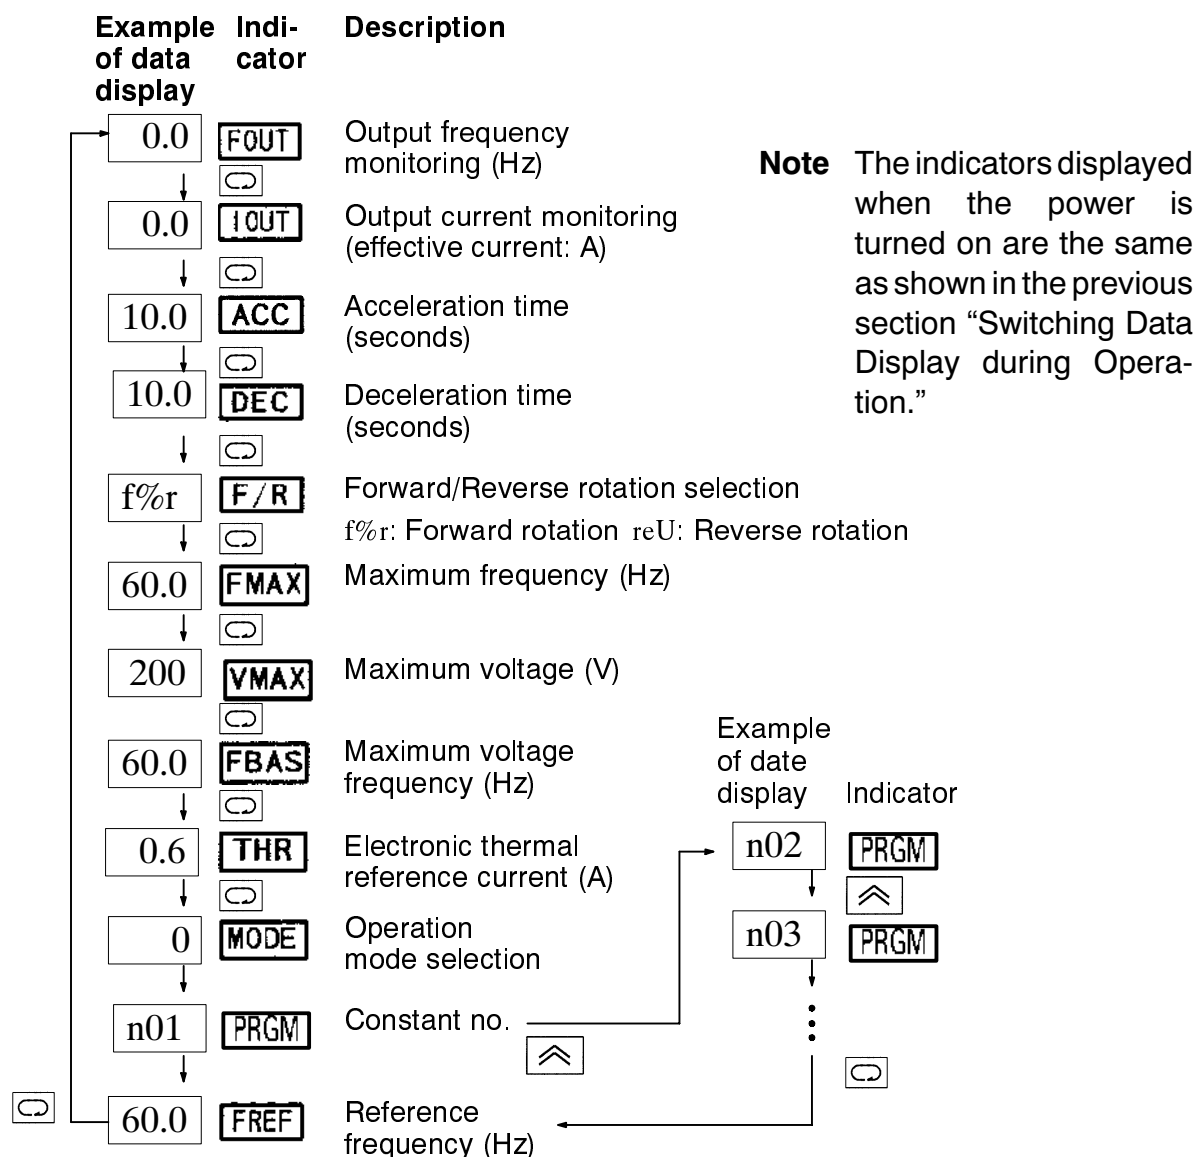 Example Indi- Description
of data cator
display
0.0 FOUT Output frequency
monitoring (Hz)
0.0 IOUT Output current monitoring
(effective current: A)
10.0 ACC Acceleration time
(seconds)
10.0 DEC Deceleration time
(seconds)
f%r F/R Forward/Reverse rotation selection
f%r: Forward rotation reU: Reverse rotation
60.0 FMAX Maximum frequency (Hz)
200 VMAX Maximum voltage (V)
60.0 FBAS Maximum voltage
frequency (Hz)
0.6 THR Electronic thermal
reference current (A)
0 MODE Operation
mode selection
n01 PRGM Constant no.
60.0 FREF Reference
frequency (Hz)
Note The indicators displayed
when the power is
turned on are the same
as shown in the previous
section “Switching Data
Display during Opera-
tion.”
Example
of date
display Indicator
n02 PRGM
n03 PRGM